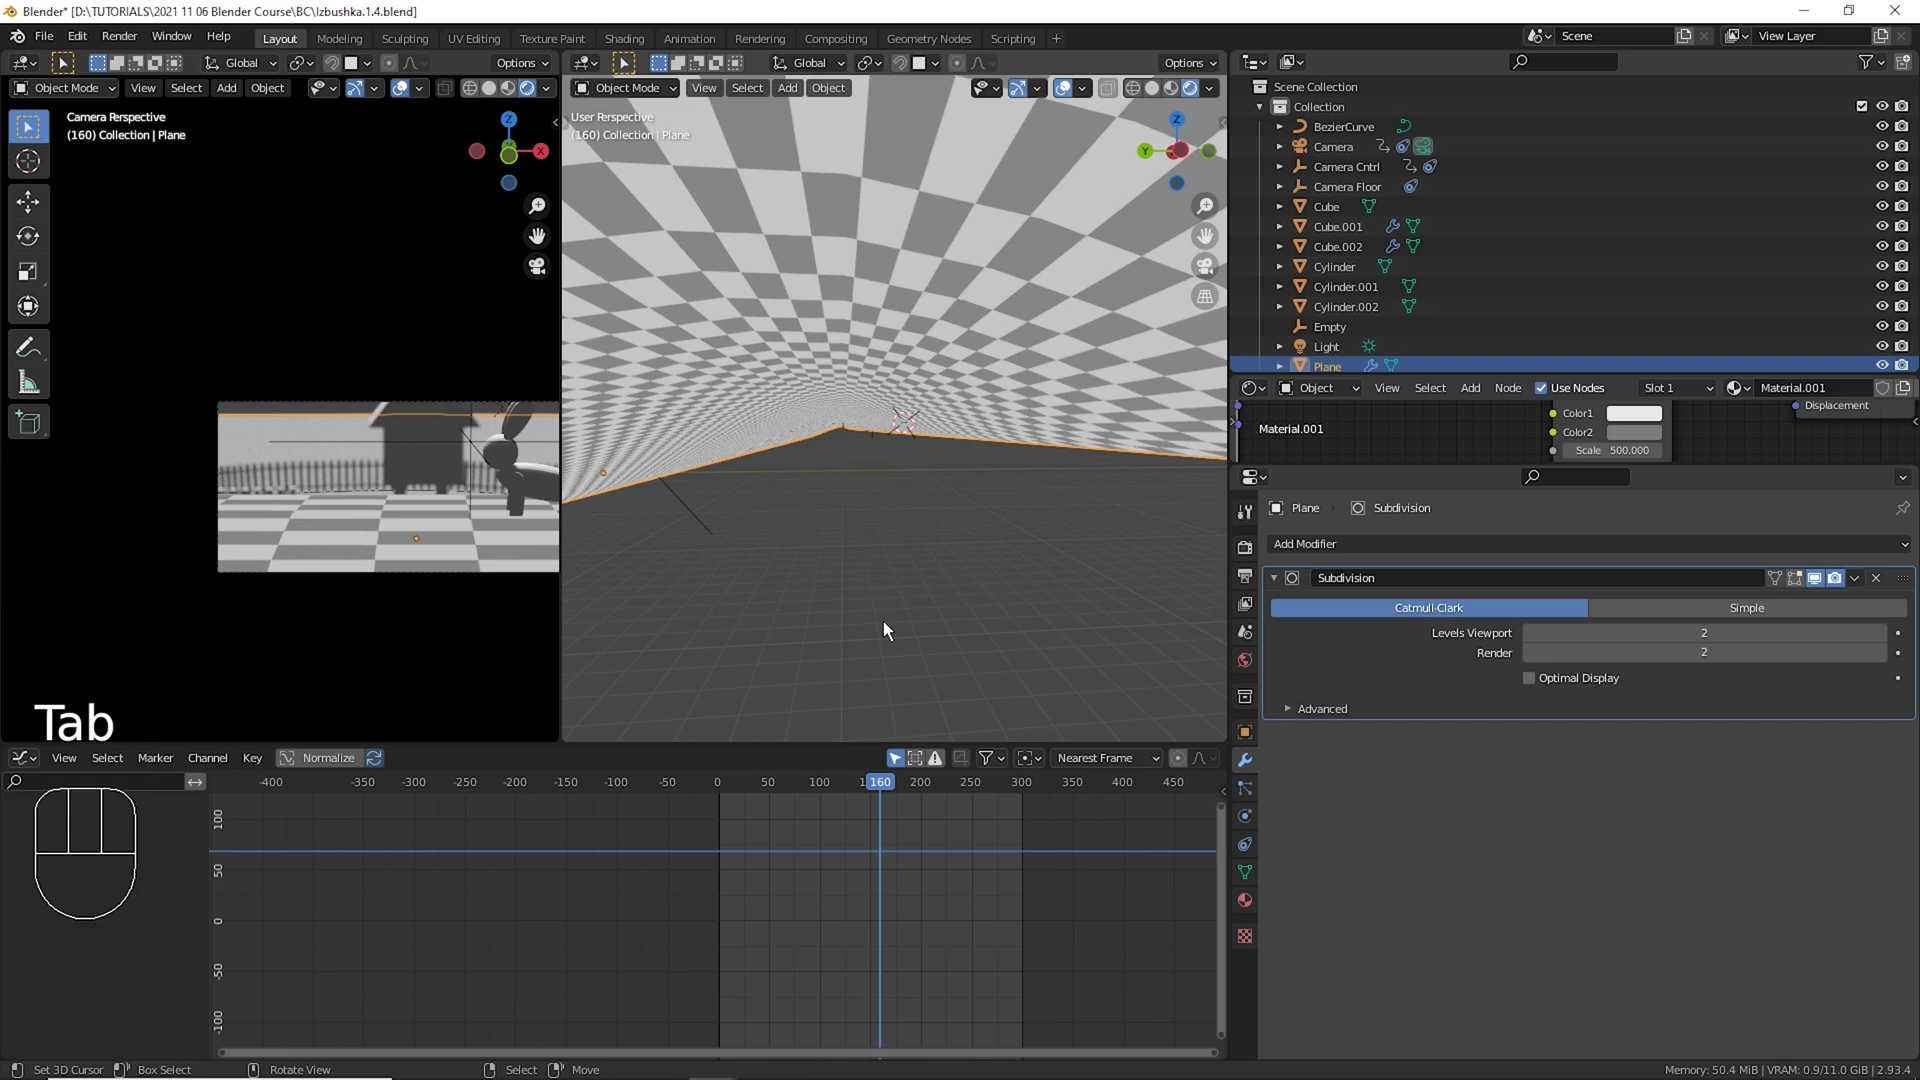 Blender* [D:\TUTORIALS\2021 11 06 Blender Course\BC\Izbushka.1.4.blend]
File Edit Render Window Help Layout Modeling Sculpting UV Editing Texture Paint Shading Animation Rendering Compositing Geometry Nodes Scripting + Scene View Layer
Global Options Global Options
Object Mode View Select Add Object Object Mode View Select Add Object
Camera Perspective
(160) Collection | Plane
Z
X
User Perspective
(160) Collection | Plane
Z
Y
Scene Collection
Collection
BezierCurve
Camera
Camera Cntrl
Camera Floor
Cube
Cube.001
Cube.002
Cylinder
Cylinder.001
Cylinder.002
Empty
Light
Plane
Object View Select Add Node Use Nodes Slot 1 Material.001
Displacement
Color1
Material.001
Color2
Scale 500.000
Plane Subdivision
Add Modifier
Subdivision
Catmull-Clark Simple
Levels Viewport 2
Render 2
Optimal Display
Advanced
Tab
View Select Marker Channel Key Normalize Nearest Frame
-400 -350 -300 -250 -200 -150 -100 -50 0 50 100 160 200 250 300 350 400 450
100
50
0
-50
-100
Set 3D Cursor Box Select Rotate View Select Move Memory: 50.4 MiB | VRAM: 0.9/11.0 GiB | 2.93.4